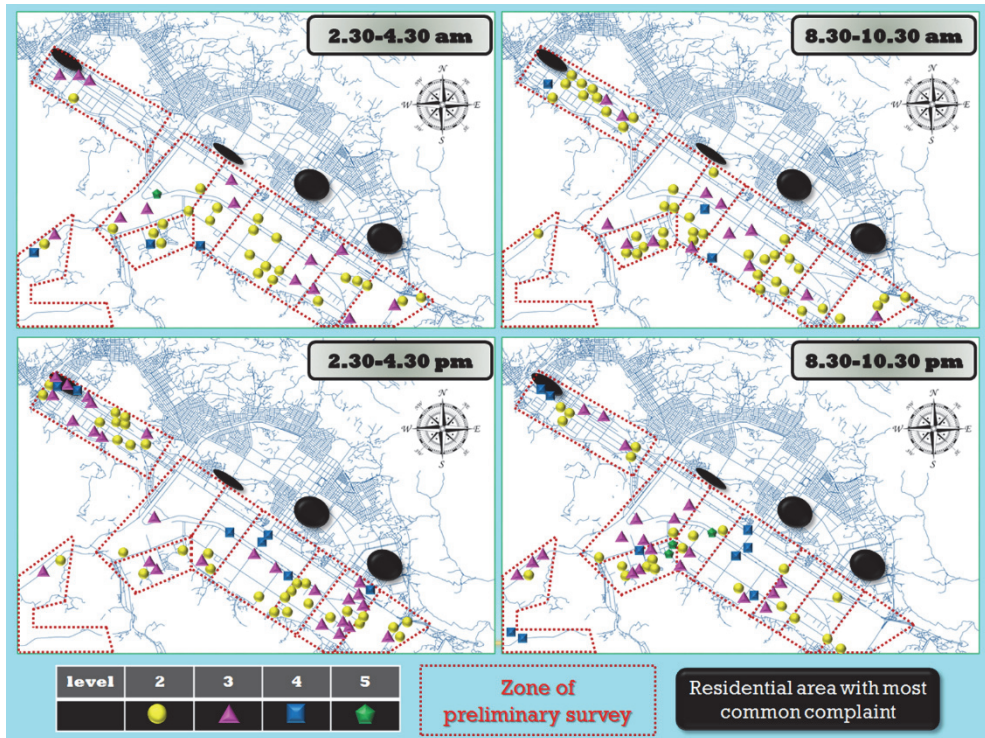 2.30-4.30 am
N
W E
S
8.30-10.30 am
N
W E
S
2.30-4.30 pm
N
W E
S
8.30-10.30 pm
N
W E
S
level 2 3 4 5
Zone of
preliminary survey
Residential area with most
common complaint